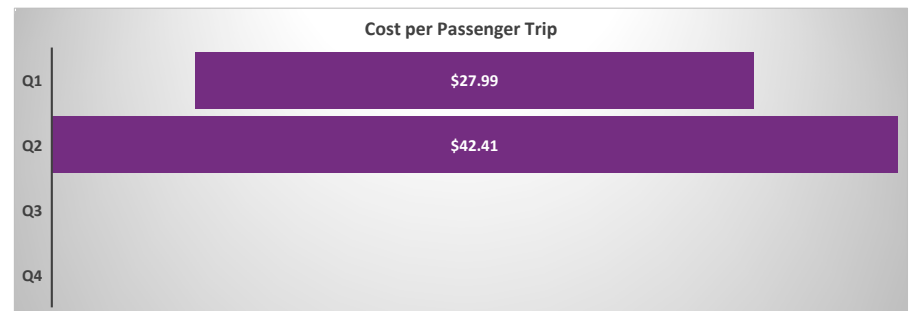 Cost per Passenger Trip
Q1 $27.99
Q2 $42.41
Q3
Q4